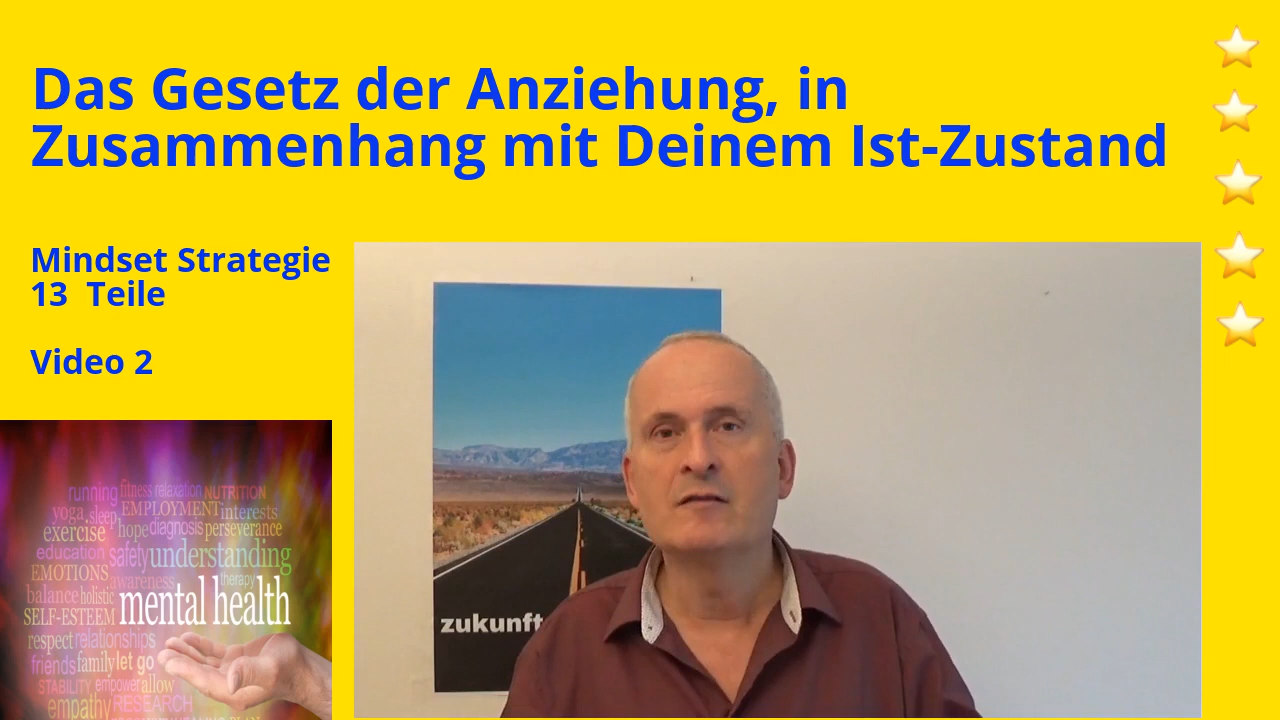 Das Gesetz der Anziehung, in
Zusammenhang mit Deinem Ist-Zustand
Mindset Strategie
13 Teile
Video 2
zukunft
running fitness relaxation NUTRITION
yoga sleep EMPLOYMENT interests
exercise hope diagnosis perseverance
education safety understanding
EMOTIONS awareness therapy
balance holistic mental health
SELF-ESTEEM
respect relationships
friends family let go
STABILITY empower allow
empathy RESEARCH